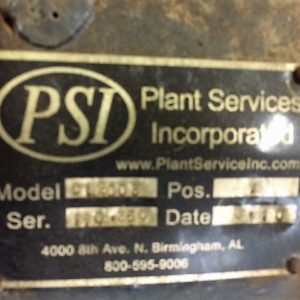 PSI
Plant Services
Incorporated
www.PlantServiceInc.com
Model Pos.
Ser. Date
4000 8th Ave. N. Birmingham, AL
800-595-9006